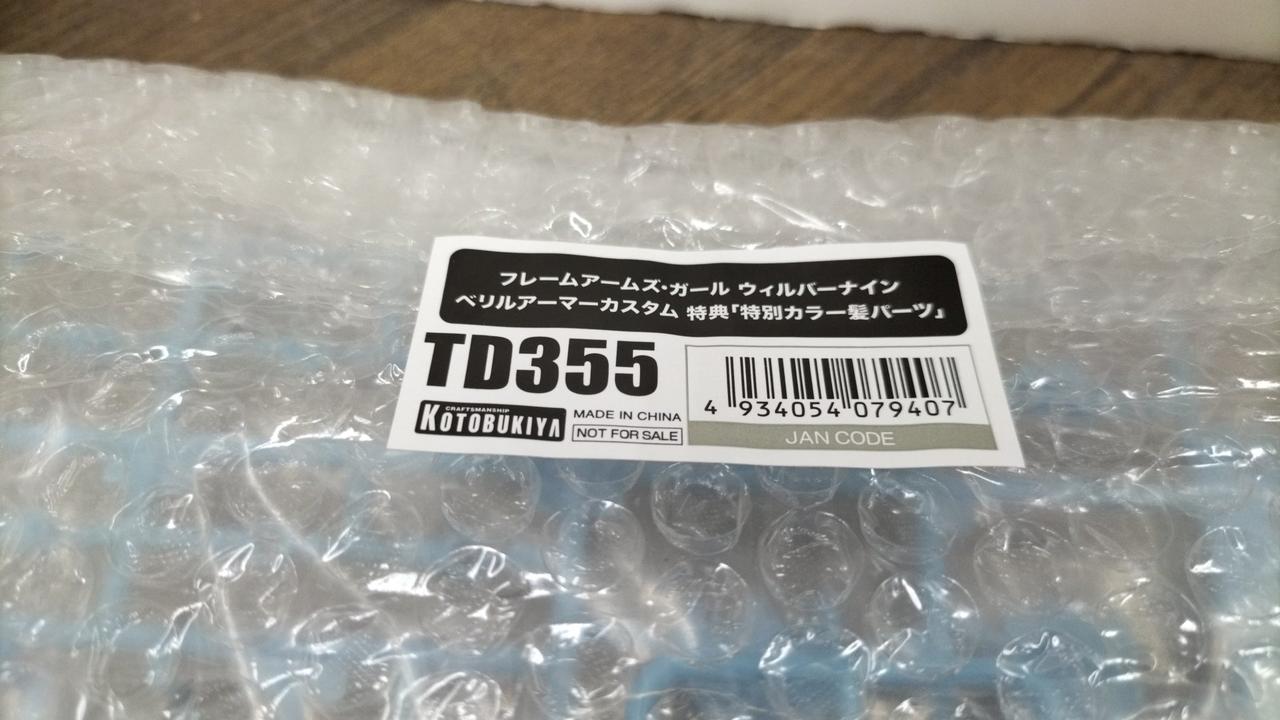 フレームアームズ・ガール ウィルバーナイン
ベリルアーマーカスタム 特典「特別カラー髪パーツ」
TD355
CRAFTSMANSHIP
KOTOBUKIYA
MADE IN CHINA
NOT FOR SALE
4 934054 079407
JAN CODE